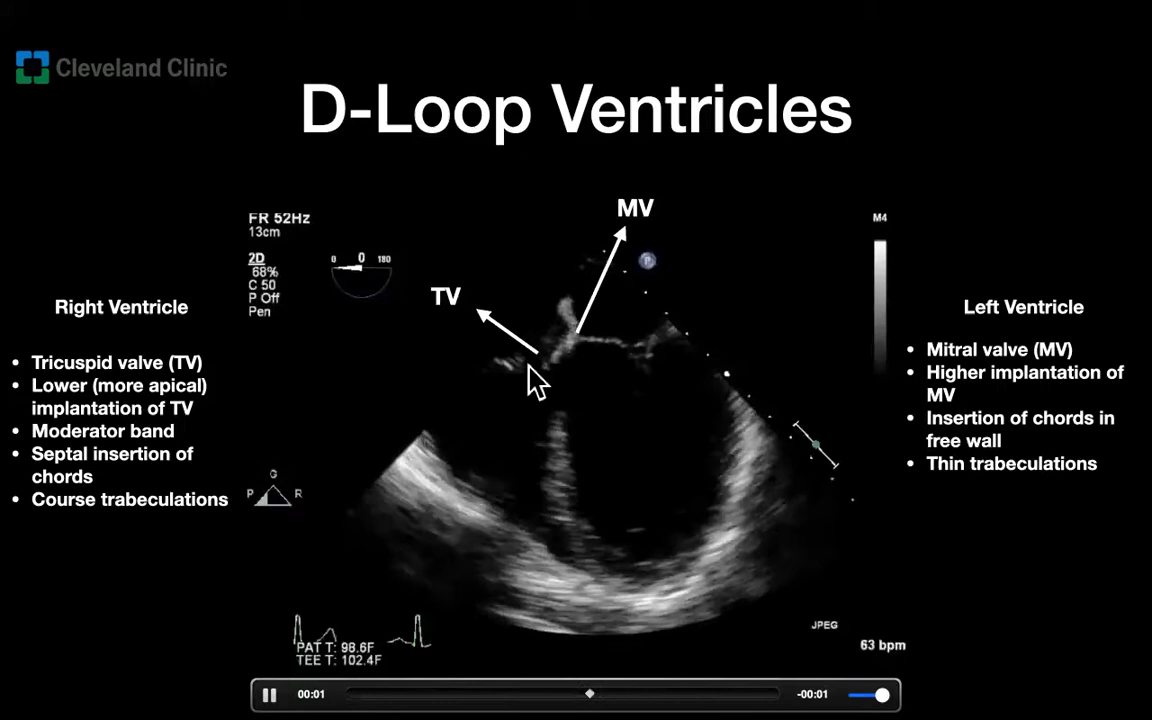 Cleveland Clinic
D-Loop Ventricles
FR 52Hz
13cm
2D
68%
C 50
P Off
Pen
0 0 180
MV
TV
P
M4
Right Ventricle
• Tricuspid valve (TV)
• Lower (more apical)
implantation of TV
• Moderator band
• Septal insertion of
chords
• Course trabeculations
Left Ventricle
• Mitral valve (MV)
• Higher implantation of
MV
• Insertion of chords in
free wall
• Thin trabeculations
G
P R
PAT T: 98.6F
TEE T: 102.4F
JPEG
63 bpm
00:01
-00:01